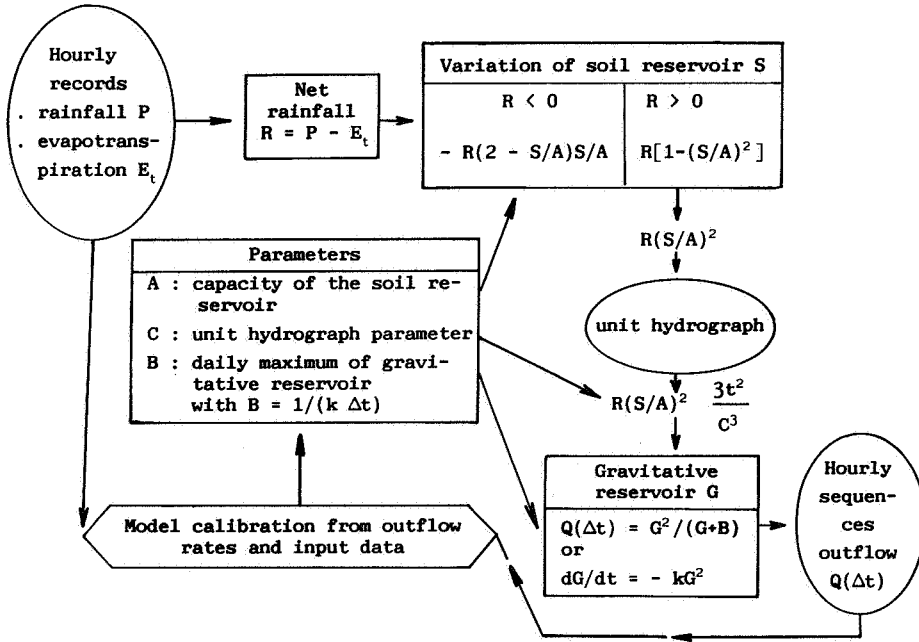 Hourly
records
. rainfall P
. evapotrans-
piration E_t
Net
rainfall
R = P - E_t
Variation of soil reservoir S
R < 0
R > 0
- R(2 - S/A)S/A
R[1-(S/A)²]
R(S/A)²
unit hydrograph
R(S/A)² 3t²/C³
Parameters
A : capacity of the soil re-
servoir
C : unit hydrograph parameter
B : daily maximum of gravi-
tative reservoir
with B = 1/(k Δt)
Gravitative
reservoir G
Q(Δt) = G²/(G+B)
or
dG/dt = - kG²
Hourly
sequen-
ces
outflow
Q(Δt)
Model calibration from outflow
rates and input data